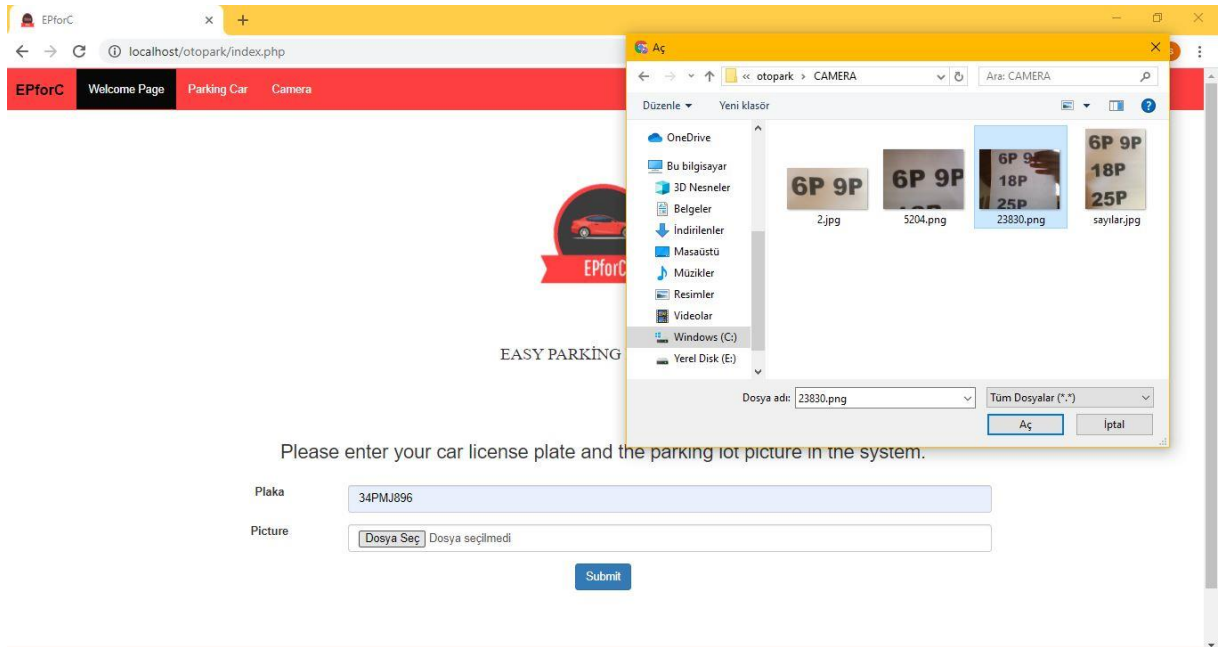 EPforC
localhost/otopark/index.php
EPforC Welcome Page Parking Car Camera
EPforC
EASY PARKİNG
Please enter your car license plate and the parking lot picture in the system.
Plaka 34PMJ896
Picture Dosya Seç Dosya seçilmedi
Submit
Aç
« otopark › CAMERA Ara: CAMERA
Düzenle Yeni klasör
OneDrive
Bu bilgisayar
3D Nesneler
Belgeler
İndirilenler
Masaüstü
Müzikler
Resimler
Videolar
Windows (C:)
Yerel Disk (E:)
6P 9P
2.jpg
6P 9P
5204.png
6P 9
18P
25P
23830.png
6P 9P
18P
25P
sayılar.jpg
Dosya adı: 23830.png Tüm Dosyalar (*.*)
Aç İptal